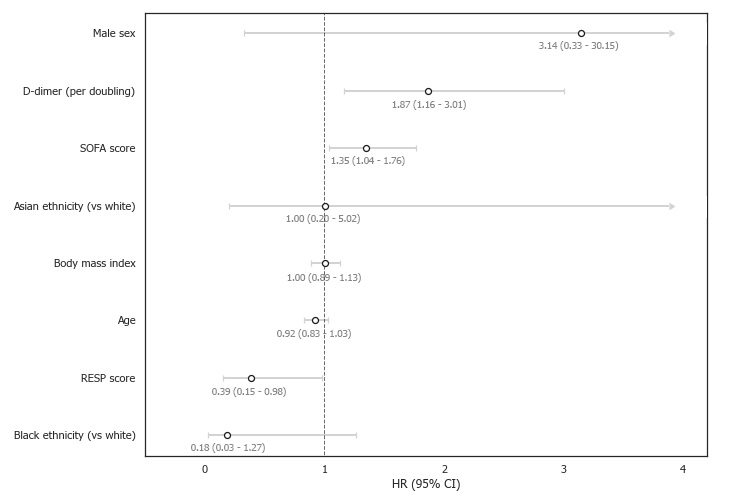 Male sex
3.14 (0.33 - 30.15)
D-dimer (per doubling)
1.87 (1.16 - 3.01)
SOFA score
1.35 (1.04 - 1.76)
Asian ethnicity (vs white)
1.00 (0.20 - 5.02)
Body mass index
1.00 (0.89 - 1.13)
Age
0.92 (0.83 - 1.03)
RESP score
0.39 (0.15 - 0.98)
Black ethnicity (vs white)
0.18 (0.03 - 1.27)
0 1 2 3 4
HR (95% CI)